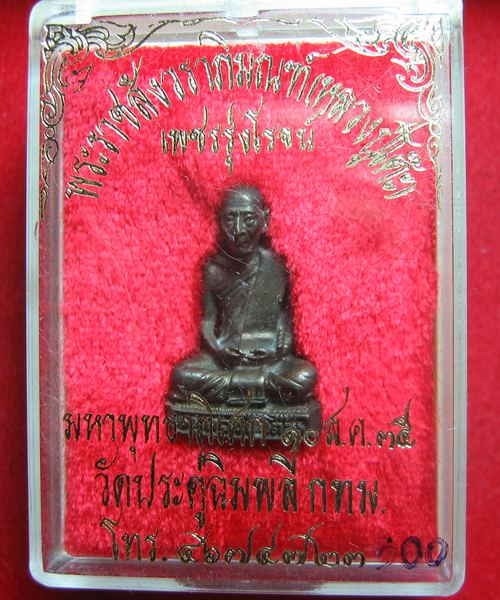 พระราชสังวราภิมณฑ์(หลวงปู่โต๊ะ)
เพชรรุ่งโรจน์
มหาพุทธาภิเษก ๑๐ มี.ค.๓๕
วัดประดู่ฉิมพลี กทม.
โทร. ๔๖๗๔๗๒๓